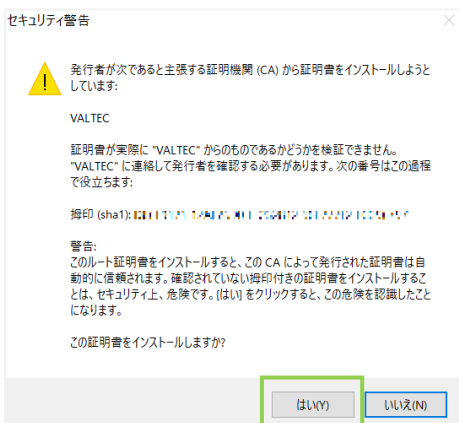 セキュリティ警告
発行者が次であると主張する証明機関 (CA) から証明書をインストールしようと
しています:
VALTEC
証明書が実際に "VALTEC" からのものであるかどうかを検証できません。
"VALTEC" に連絡して発行者を確認する必要があります。次の番号はこの過程
で役立ちます:
拇印 (sha1):
警告:
このルート証明書をインストールすると、この CA によって発行された証明書は自
動的に信頼されます。確認されていない拇印付きの証明書をインストールするこ
とは、セキュリティ上、危険です。[はい] をクリックすると、この危険を認識したこと
になります。
この証明書をインストールしますか?
はい(Y)
いいえ(N)